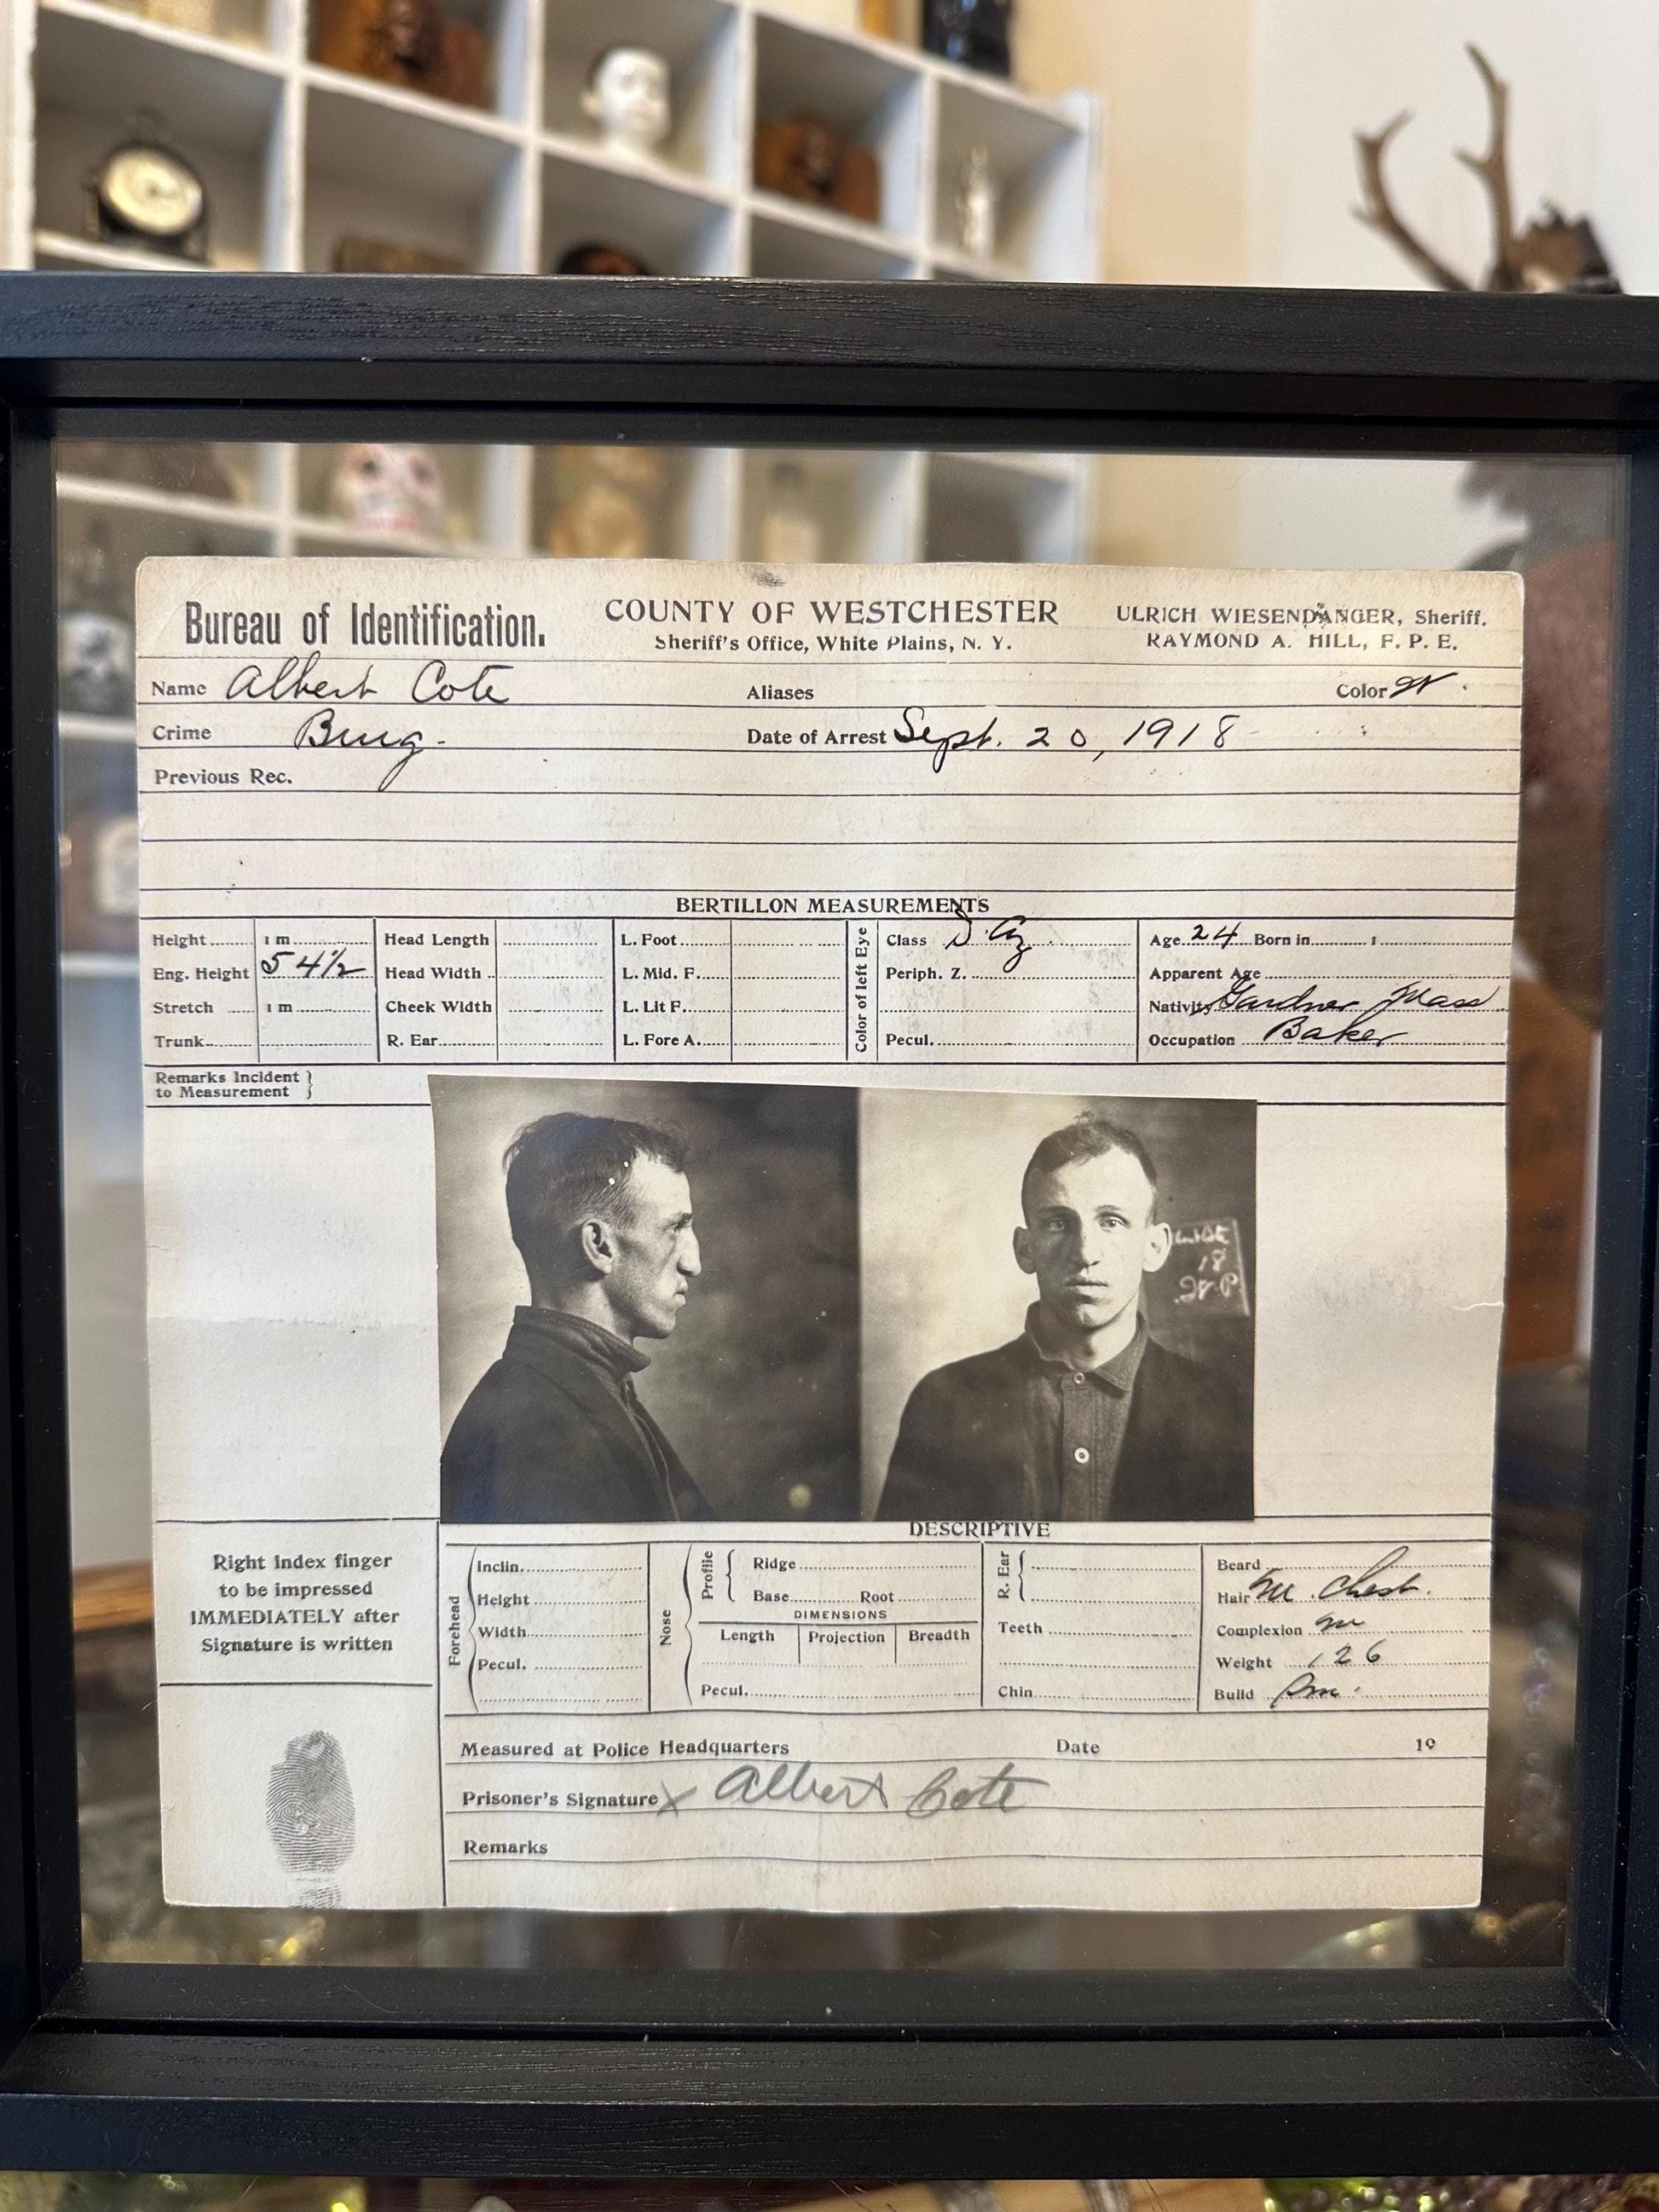 Bureau of Identification.
COUNTY OF WESTCHESTER
Sheriff's Office, White Plains, N. Y.
ULRICH WIESENDANGER, Sheriff.
RAYMOND A. HILL, F. P. E.
Name Albert Cote Aliases Color W.
Crime Burg. Date of Arrest Sept. 20, 1918
Previous Rec.
BERTILLON MEASUREMENTS
Height 1 m
Eng. Height 5 4½
Stretch 1 m
Trunk
Head Length
Head Width
Cheek Width
R. Ear
L. Foot
L. Mid. F.
L. Lit F.
L. Fore A.
Color of left Eye
Class
Periph. Z.
Pecul.
Age 24 Born in 1
Apparent Age
Nativity Gardner Mass
Occupation Baker
Remarks Incident
to Measurement
18
W.P.
DESCRIPTIVE
Right Index finger
to be impressed
IMMEDIATELY after
Signature is written
Forehead
Inclin.
Height
Width
Pecul.
Nose
Profile
Ridge
Base Root
DIMENSIONS
Length Projection Breadth
Pecul.
R. Ear
Teeth
Chin
Beard
Hair M. Chest.
Complexion M
Weight 126
Build
Measured at Police Headquarters Date 19
Prisoner's Signature X Albert Cote
Remarks